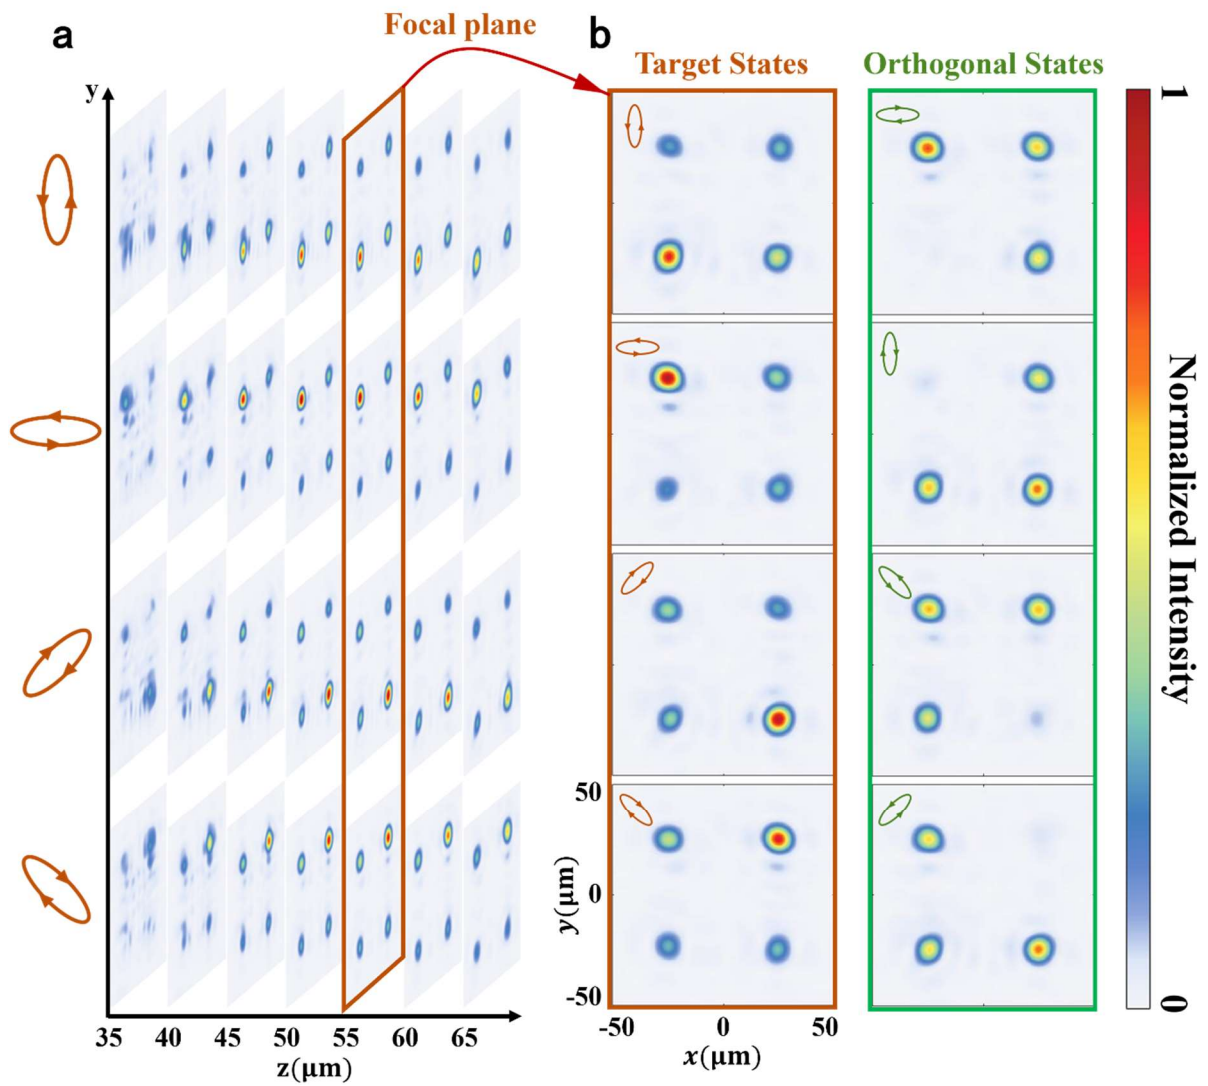 a
Focal plane
b
Target States
Orthogonal States
y
1
Normalized Intensity
0
50
0
-50
y(μm)
-50 0 50
x(μm)
35 40 45 50 55 60 65
z(μm)